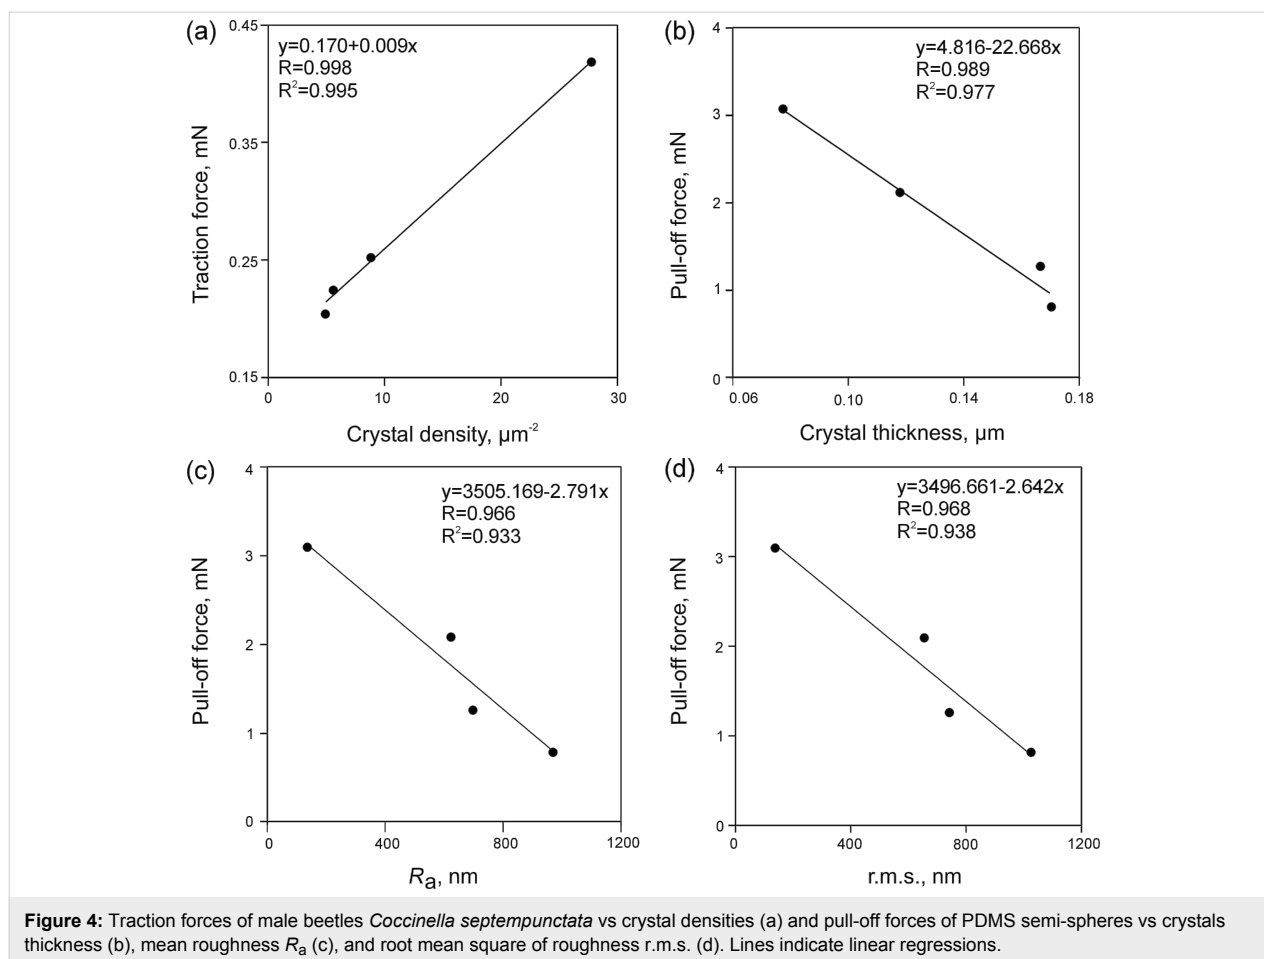 (a)
y=0.170+0.009x
R=0.998
R²=0.995
0.45
0.35
0.25
0.15
0
10
20
30
Traction force, mN
Crystal density, µm⁻²
(b)
y=4.816-22.668x
R=0.989
R²=0.977
4
3
2
1
0
0.06
0.10
0.14
0.18
Pull-off force, mN
Crystal thickness, µm
(c)
y=3505.169-2.791x
R=0.966
R²=0.933
4
3
2
1
0
0
400
800
1200
Pull-off force, mN
Ra, nm
(d)
y=3496.661-2.642x
R=0.968
R²=0.938
4
3
2
1
0
0
400
800
1200
Pull-off force, mN
r.m.s., nm
Figure 4: Traction forces of male beetles Coccinella septempunctata vs crystal densities (a) and pull-off forces of PDMS semi-spheres vs crystals
thickness (b), mean roughness Ra (c), and root mean square of roughness r.m.s. (d). Lines indicate linear regressions.